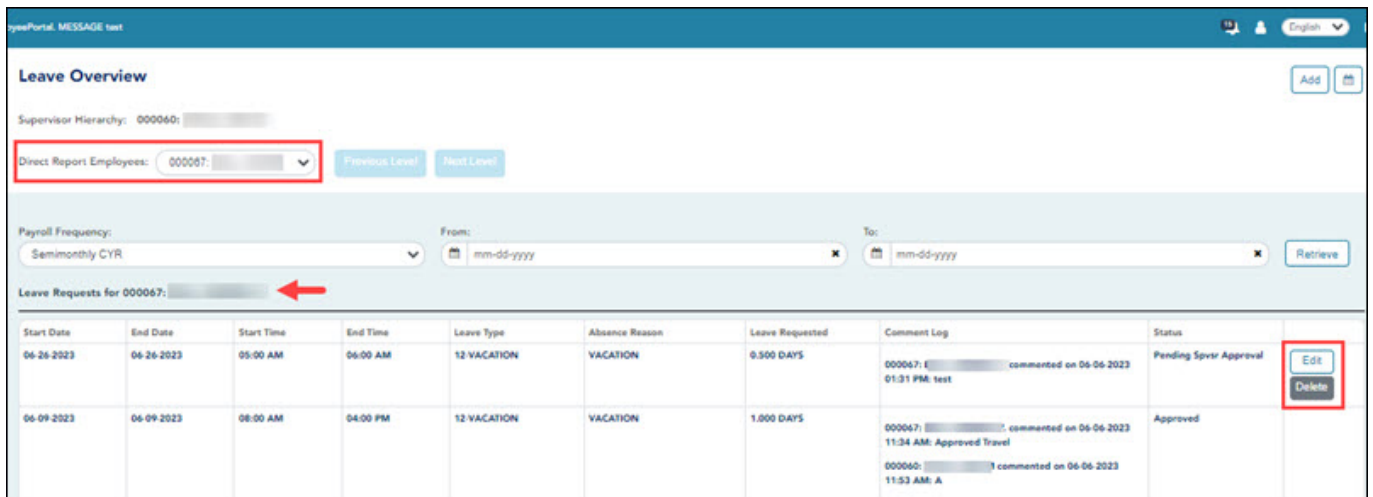 oyeePortal. MESSAGE test
15
English
Leave Overview
Add
Supervisor Hierarchy: 000060:
Direct Report Employees: 000067:
Previous Level Next Level
Payroll Frequency: From: To:
Semimonthly CYR mm-dd-yyyy mm-dd-yyyy Retrieve
Leave Requests for 000067:
Start Date End Date Start Time End Time Leave Type Absence Reason Leave Requested Comment Log Status
06-26-2023 06-26-2023 05:00 AM 06:00 AM 12-VACATION VACATION 0.500 DAYS Pending Spvsr Approval
Edit
000067: commented on 06-06-2023
01:31 PM: test
Delete
06-09-2023 06-09-2023 08:00 AM 04:00 PM 12-VACATION VACATION 1.000 DAYS Approved
000067: commented on 06-06-2023
11:34 AM: Approved Travel
000060: commented on 06-06-2023
11:53 AM: A